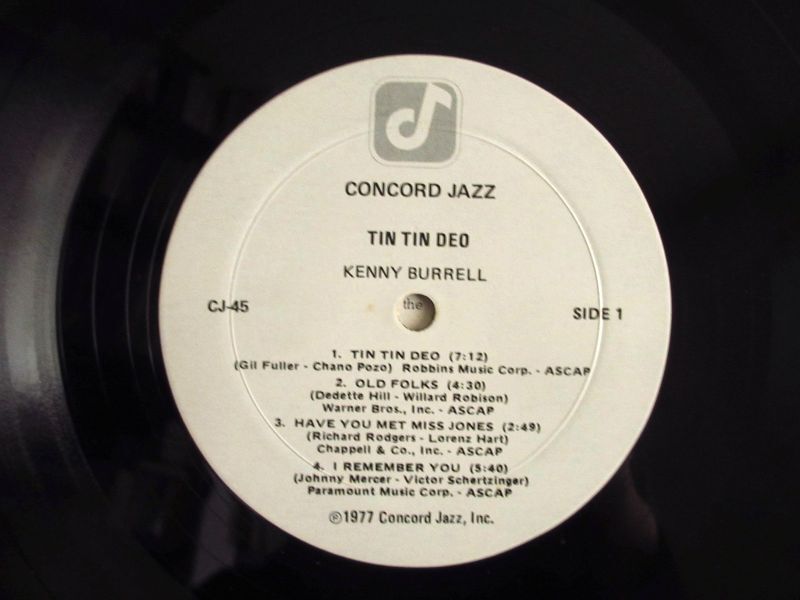 CONCORD JAZZ
TIN TIN DEO
KENNY BURRELL
CJ-45
the
SIDE 1
1. TIN TIN DEO (7:12)
(Gil Fuller - Chano Pozo) Robbins Music Corp. - ASCAP
2. OLD FOLKS (4:30)
(Dedette Hill - Willard Robison)
Warner Bros., Inc. - ASCAP
3. HAVE YOU MET MISS JONES (2:49)
(Richard Rodgers - Lorenz Hart)
Chappell & Co., Inc. - ASCAP
4. I REMEMBER YOU (5:40)
(Johnny Mercer - Victor Schertzinger)
Paramount Music Corp. - ASCAP
℗1977 Concord Jazz, Inc.